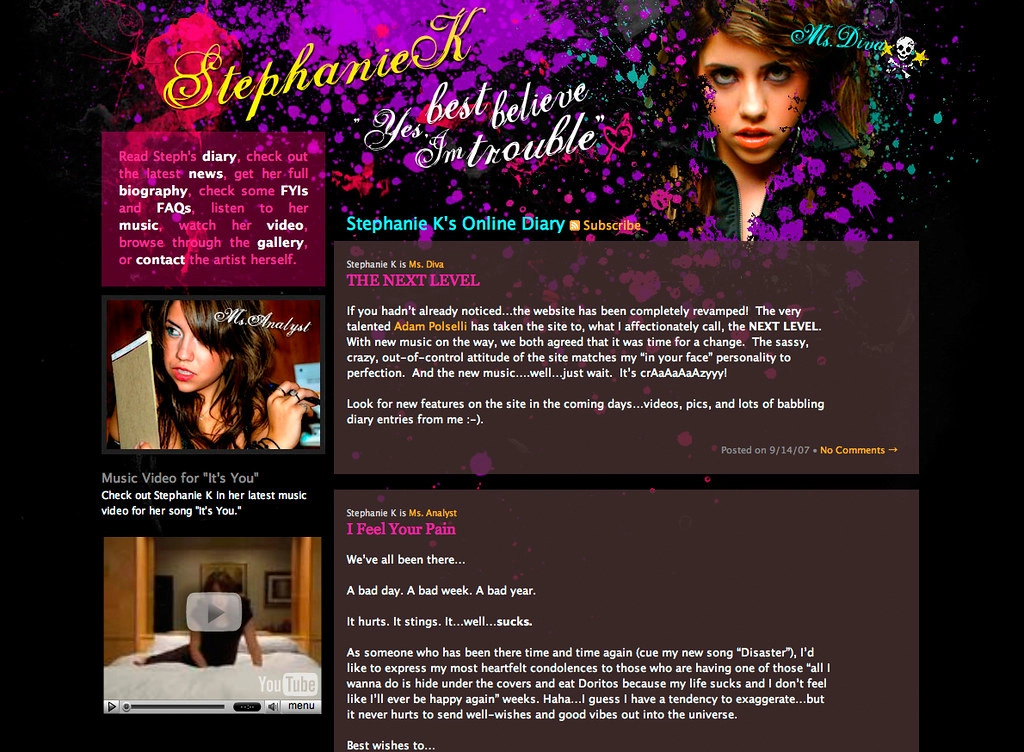 StephanieK
Ms. Diva
"Yes, best believe
I'm trouble"
Read Steph's diary, check out
the latest news, get her full
biography, check some FYIs
and FAQs, listen to her
music, watch her video,
browse through the gallery,
or contact the artist herself.
Ms. Analyst
Music Video for "It's You"
Check out Stephanie K in her latest music
video for her song "It's You."
YouTube
menu
Stephanie K's Online Diary Subscribe
Stephanie K is Ms. Diva
THE NEXT LEVEL
If you hadn't already noticed...the website has been completely revamped! The very
talented Adam Polselli has taken the site to, what I affectionately call, the NEXT LEVEL.
With new music on the way, we both agreed that it was time for a change. The sassy,
crazy, out-of-control attitude of the site matches my "in your face" personality to
perfection. And the new music....well...just wait. It's crAaAaAaAzyyy!
Look for new features on the site in the coming days...videos, pics, and lots of babbling
diary entries from me :-).
Posted on 9/14/07 • No Comments →
Stephanie K is Ms. Analyst
I Feel Your Pain
We've all been there...
A bad day. A bad week. A bad year.
It hurts. It stings. It...well...sucks.
As someone who has been there time and time again (cue my new song "Disaster"), I'd
like to express my most heartfelt condolences to those who are having one of those "all I
wanna do is hide under the covers and eat Doritos because my life sucks and I don't feel
like I'll ever be happy again" weeks. Haha...I guess I have a tendency to exaggerate...but
it never hurts to send well-wishes and good vibes out into the universe.
Best wishes to...